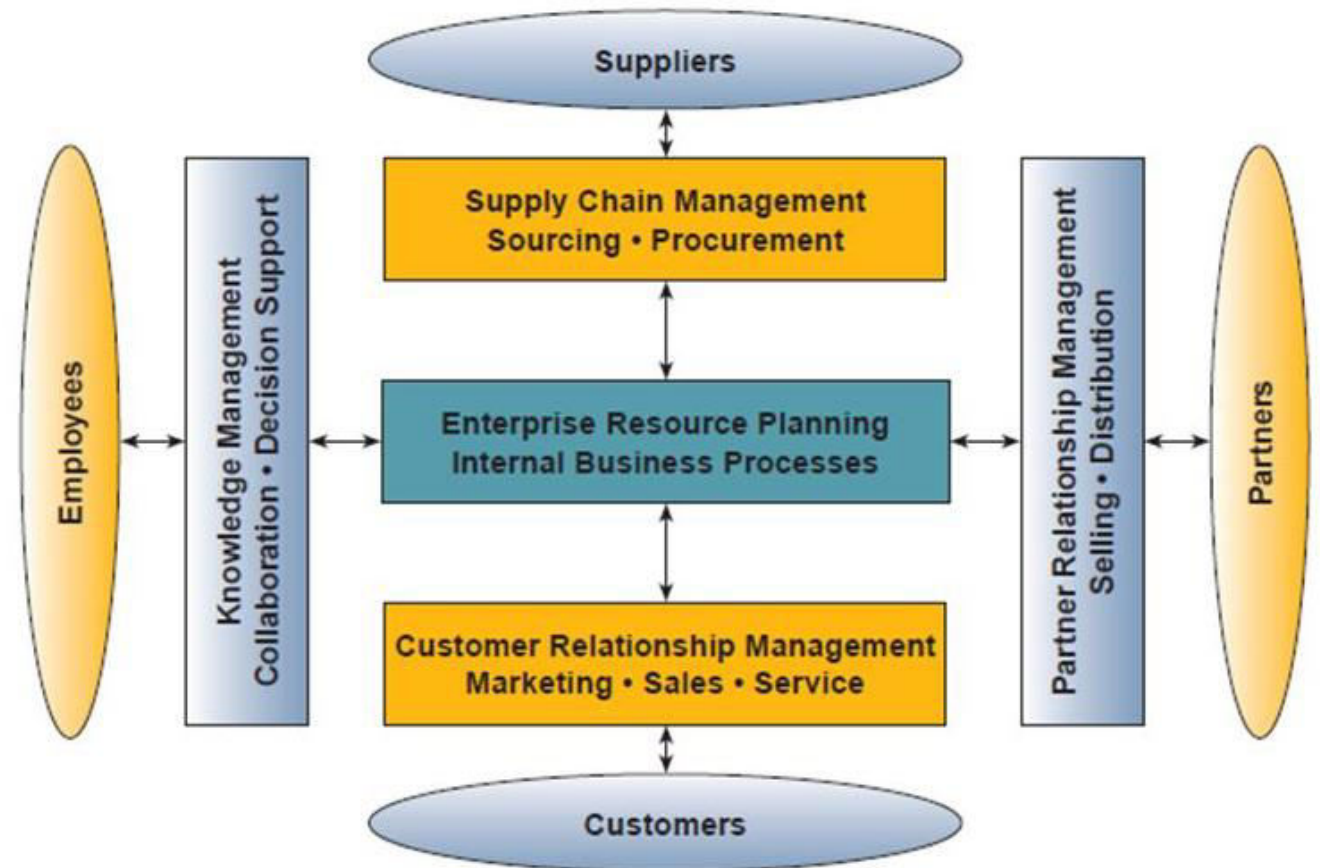 Suppliers
Supply Chain Management
Sourcing • Procurement
Employees
Knowledge Management
Collaboration • Decision Support
Enterprise Resource Planning
Internal Business Processes
Partner Relationship Management
Selling • Distribution
Partners
Customer Relationship Management
Marketing • Sales • Service
Customers